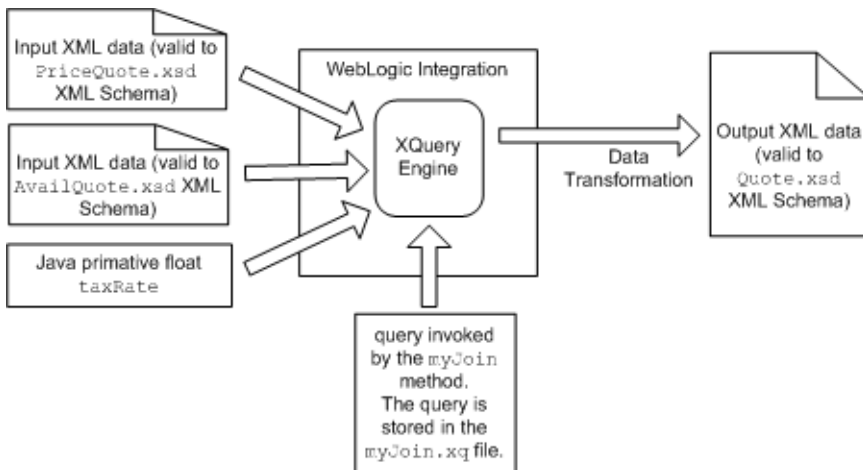 Input XML data (valid to
PriceQuote.xsd
XML Schema)
Input XML data (valid to
AvailQuote.xsd XML
Schema)
Java primative float
taxRate
WebLogic Integration
XQuery
Engine
query invoked
by the myJoin
method.
The query is
stored in the
myJoin.xq file.
Data
Transformation
Output XML data
(valid to
Quote.xsd
XML Schema)